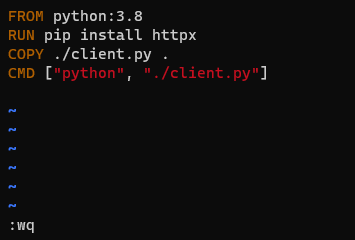 FROM python:3.8
RUN pip install httpx
COPY ./client.py .
CMD ["python", "./client.py"]
~
~
~
~
~
~
:wq